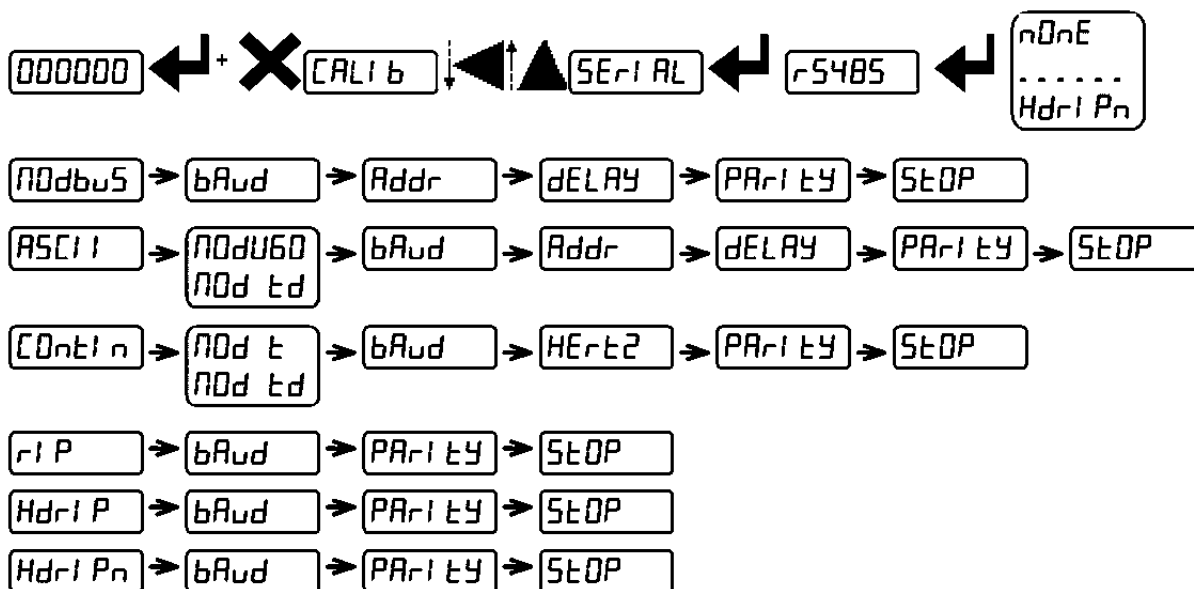 000000 + CALIb SErIAL rS485 nOnE
......
HdrIPn
MOdbuS bAud Addr dELAY PArItY StOP
ASCII MOdU60 bAud Addr dELAY PArItY StOP
MOd td
COntIn MOd t bAud HErtZ PArItY StOP
MOd td
rIP bAud PArItY StOP
HdrIP bAud PArItY StOP
HdrIPn bAud PArItY StOP